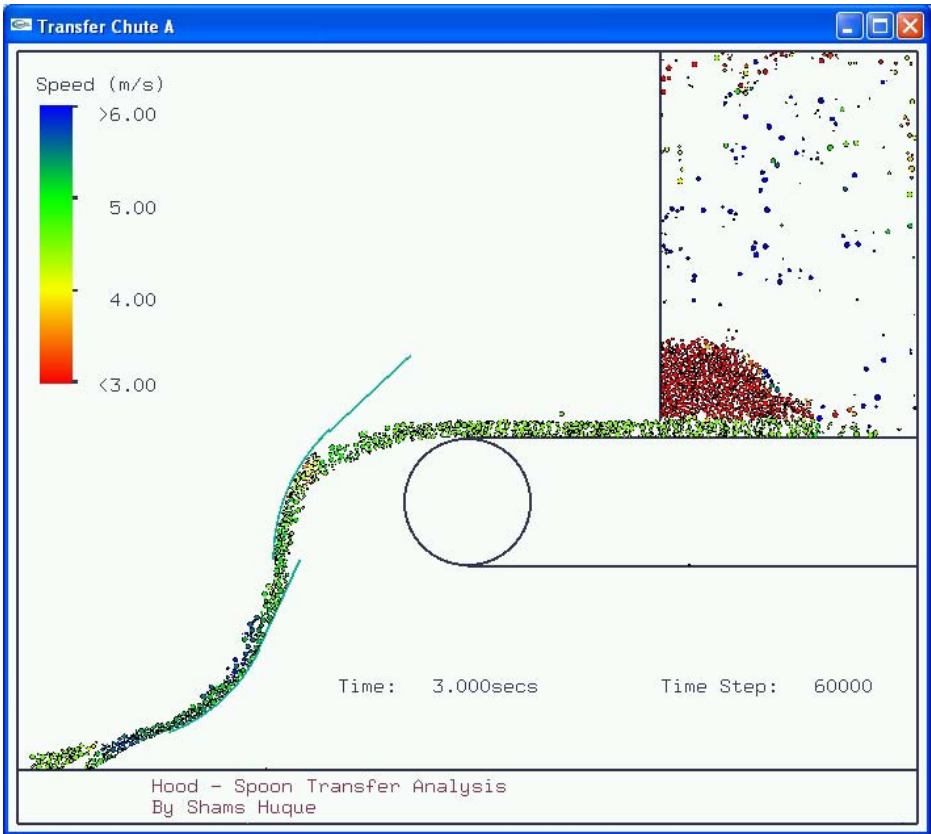 Transfer Chute A
Speed (m/s)
>6.00
5.00
4.00
<3.00
Time: 3.000secs Time Step: 60000
Hood - Spoon Transfer Analysis
By Shams Huque